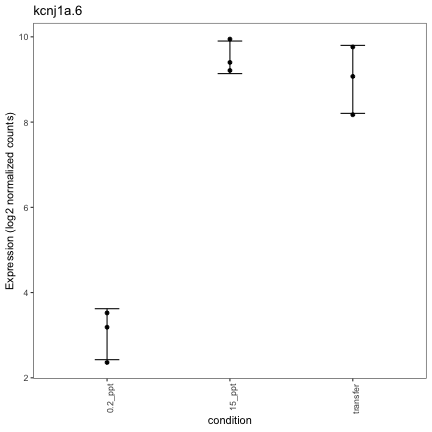 kcnj1a.6
Expression (log2 normalized counts)
10
8
6
4
2
0.2_ppt
15_ppt
transfer
condition